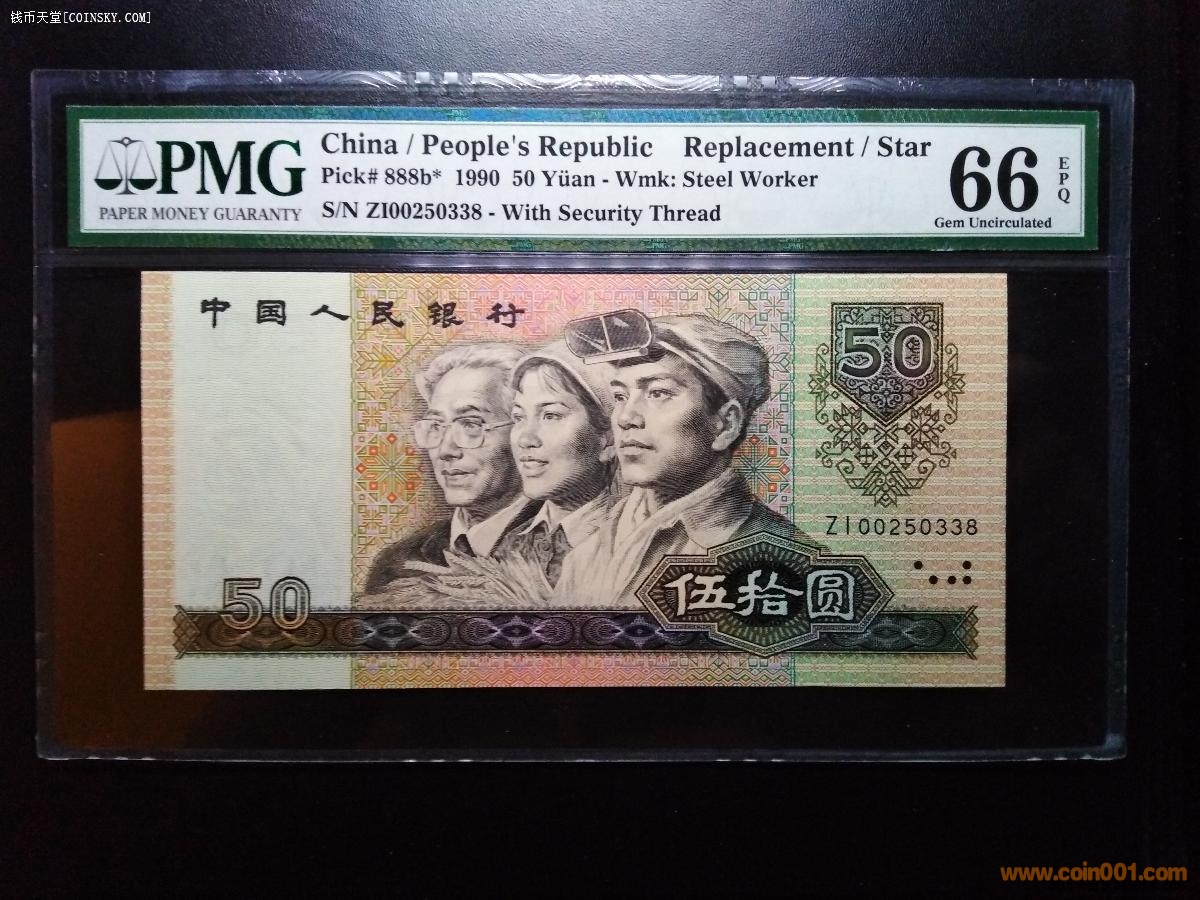 钱币天堂[COINSKY.COM]
PMG
PAPER MONEY GUARANTY
China / People's Republic Replacement / Star
Pick# 888b* 1990 50 Yüan - Wmk: Steel Worker
S/N ZI00250338 - With Security Thread
66
EPQ
Gem Uncirculated
中国人民银行
50
ZI00250338
50
伍拾圆
www.coin001.com